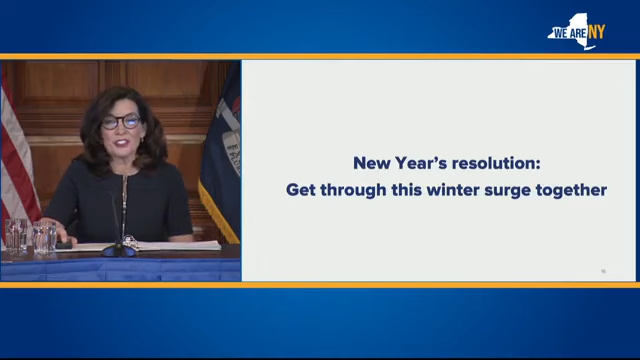 WE ARE NY
New Year's resolution:
Get through this winter surge together